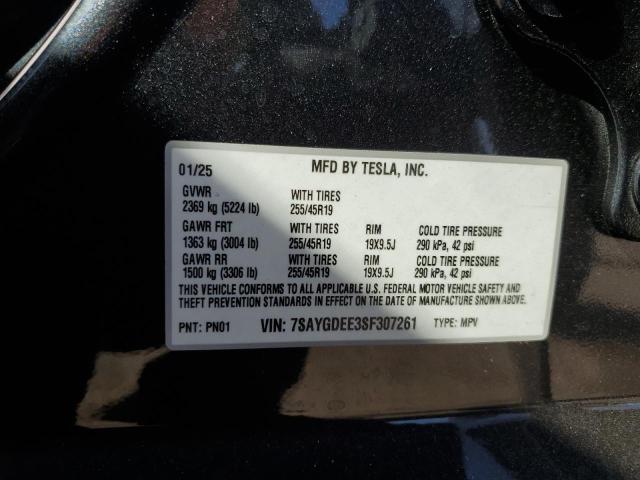 01/25 MFD BY TESLA, INC.
GVWR WITH TIRES
2369 kg (5224 lb) 255/45R19
GAWR FRT WITH TIRES RIM COLD TIRE PRESSURE
1363 kg (3004 lb) 255/45R19 19X9.5J 290 kPa, 42 psi
GAWR RR WITH TIRES RIM COLD TIRE PRESSURE
1500 kg (3306 lb) 255/45R19 19X9.5J 290 kPa, 42 psi
THIS VEHICLE CONFORMS TO ALL APPLICABLE U.S. FEDERAL MOTOR VEHICLE SAFETY AND
THEFT PREVENTION STANDARDS IN EFFECT ON THE DATE OF MANUFACTURE SHOWN ABOVE.
PNT: PN01 VIN: 7SAYGDEE3SF307261 TYPE: MPV